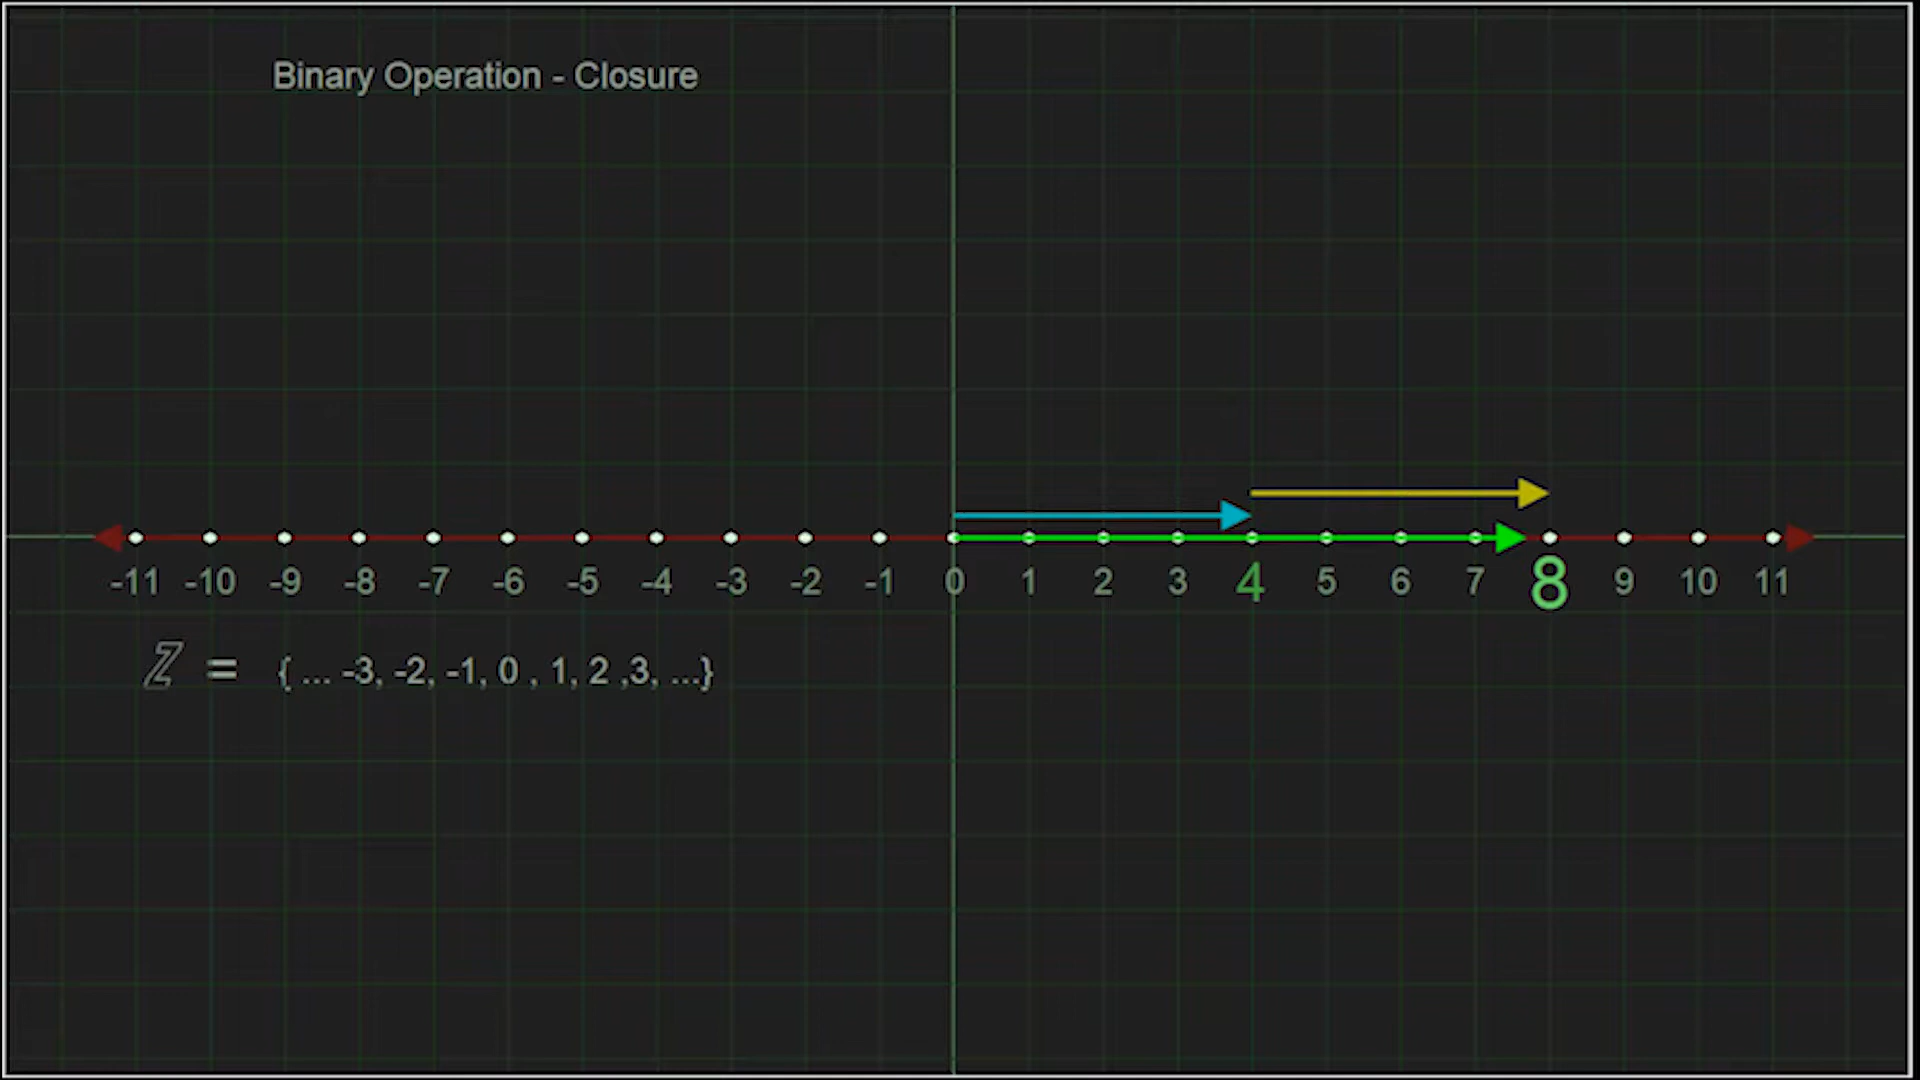 Binary Operation - Closure
-11 -10 -9 -8 -7 -6 -5 -4 -3 -2 -1 0 1 2 3 4 5 6 7 8 9 10 11
ℤ = { ... -3, -2, -1, 0 , 1, 2 ,3, ...}